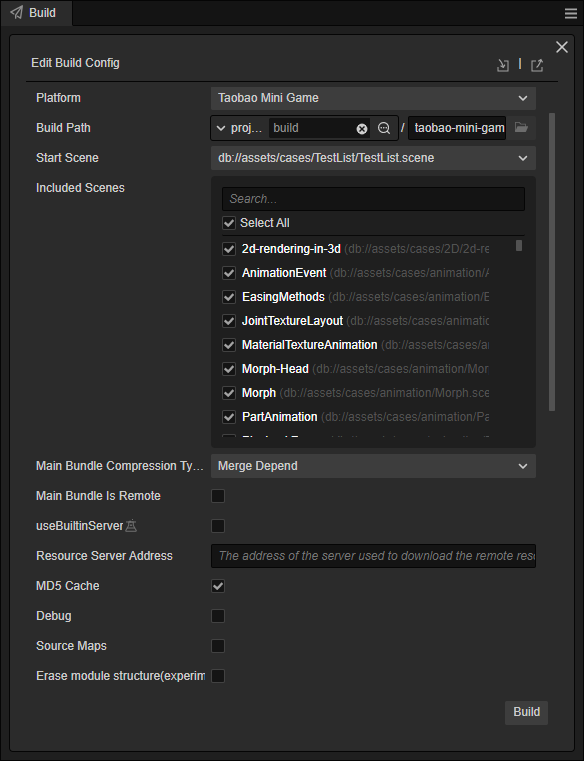 Build
Edit Build Config
Platform Taobao Mini Game
Build Path proj... build / taobao-mini-gam
Start Scene db://assets/cases/TestList/TestList.scene
Included Scenes
Search...
Select All
2d-rendering-in-3d (db://assets/cases/2D/2d-re
AnimationEvent (db://assets/cases/animation/A
EasingMethods (db://assets/cases/animation/E
JointTextureLayout (db://assets/cases/animatio
MaterialTextureAnimation (db://assets/cases/ai
Morph-Head (db://assets/cases/animation/Mor
Morph (db://assets/cases/animation/Morph.sce
PartAnimation (db://assets/cases/animation/Pa
Main Bundle Compression Ty... Merge Depend
Main Bundle Is Remote
useBuiltinServer
Resource Server Address The address of the server used to download the remote reso
MD5 Cache
Debug
Source Maps
Erase module structure(experim
Build